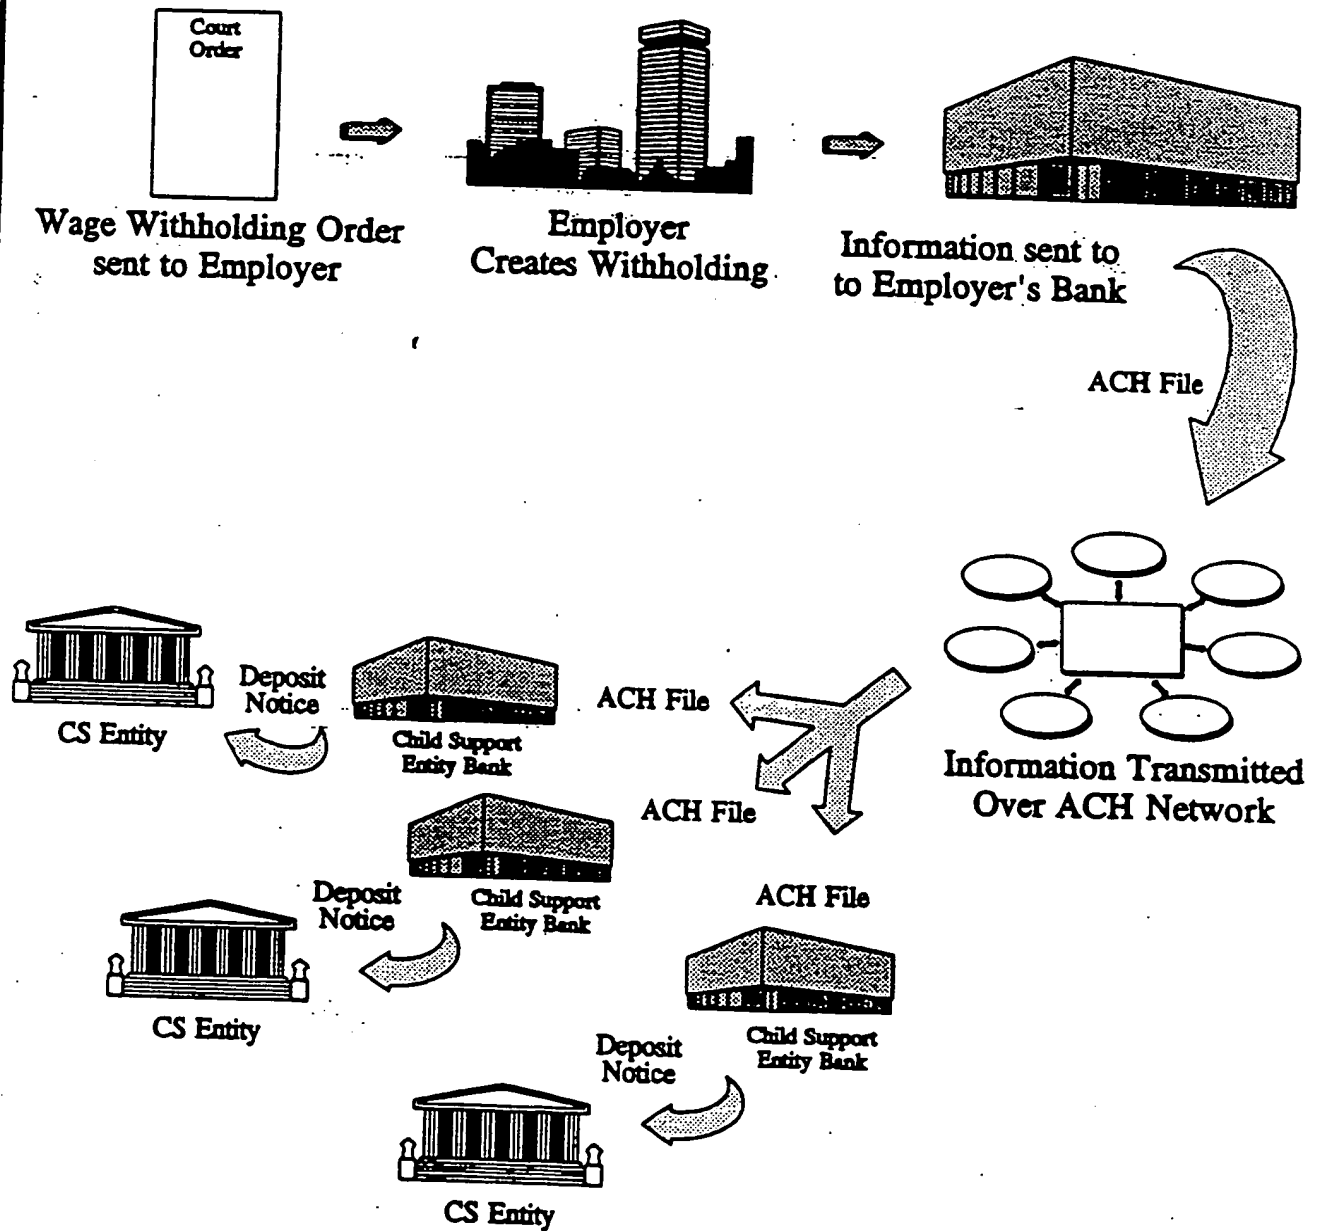 Court
Order
Wage Withholding Order
sent to Employer
Employer
Creates Withholding
Information sent to
to Employer's Bank
ACH File
Information Transmitted
Over ACH Network
ACH File
ACH File
ACH File
Deposit
Notice
CS Entity
Child Support
Entity Bank
Deposit
Notice
CS Entity
Child Support
Entity Bank
Deposit
Notice
CS Entity
Child Support
Entity Bank